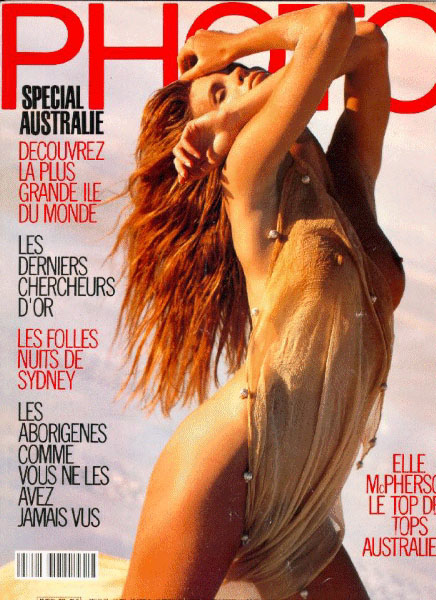 PHOTO
SPECIAL
AUSTRALIE
DECOUVREZ
LA PLUS
GRANDE ILE
DU MONDE
LES
DERNIERS
CHERCHEURS
D'OR
LES FOLLES
NUITS DE
SYDNEY
LES
ABORIGENES
COMME
VOUS NE LES
AVEZ
JAMAIS VUS
ELLE
McPHERSO
LE TOP DE
TOPS
AUSTRALIE